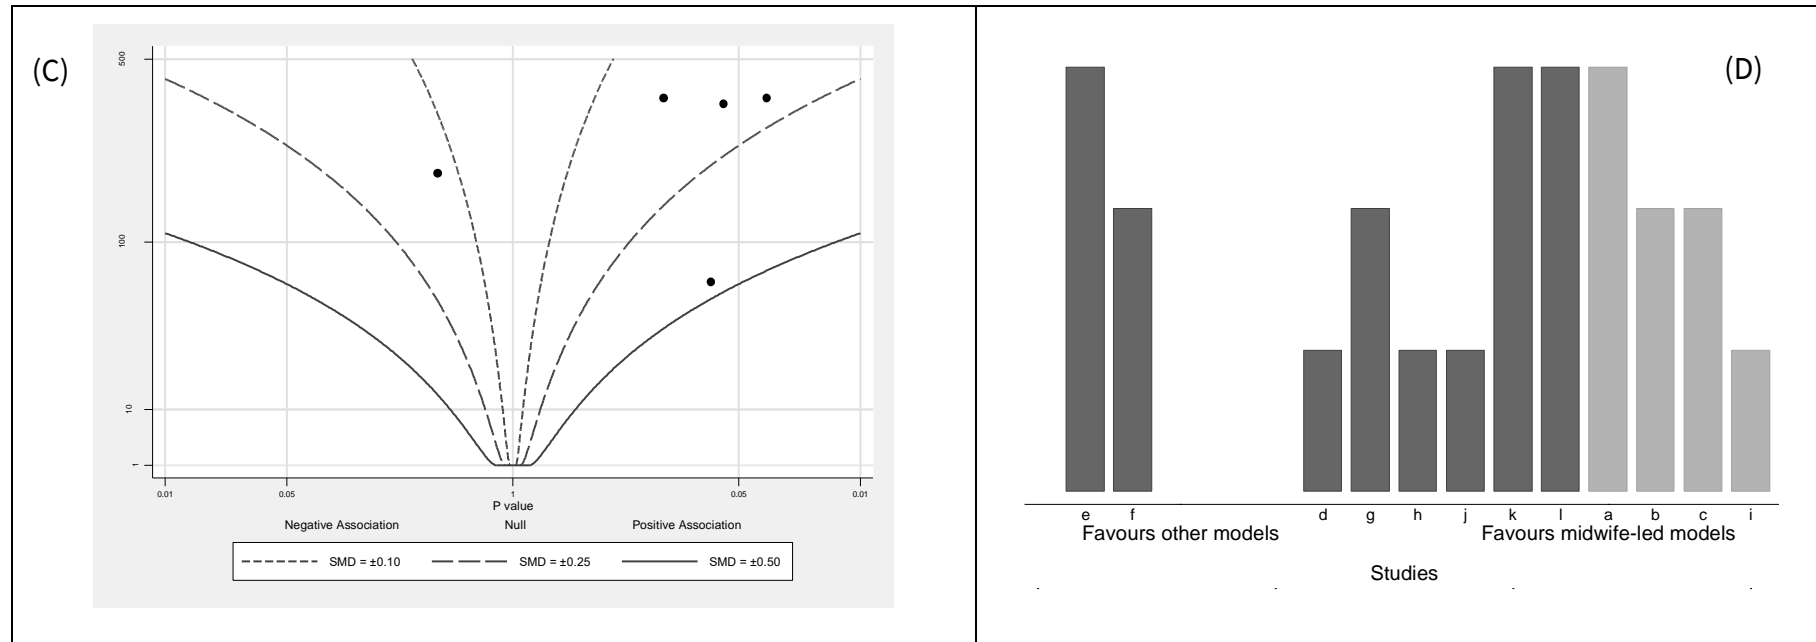 (C)
500
100
10
1
0.01 0.05 1 0.05 0.01
P value
Negative Association Null Positive Association
SMD = ±0.10 SMD = ±0.25 SMD = ±0.50
(D)
e f d g h j k l a b c i
Favours other models Favours midwife-led models
Studies